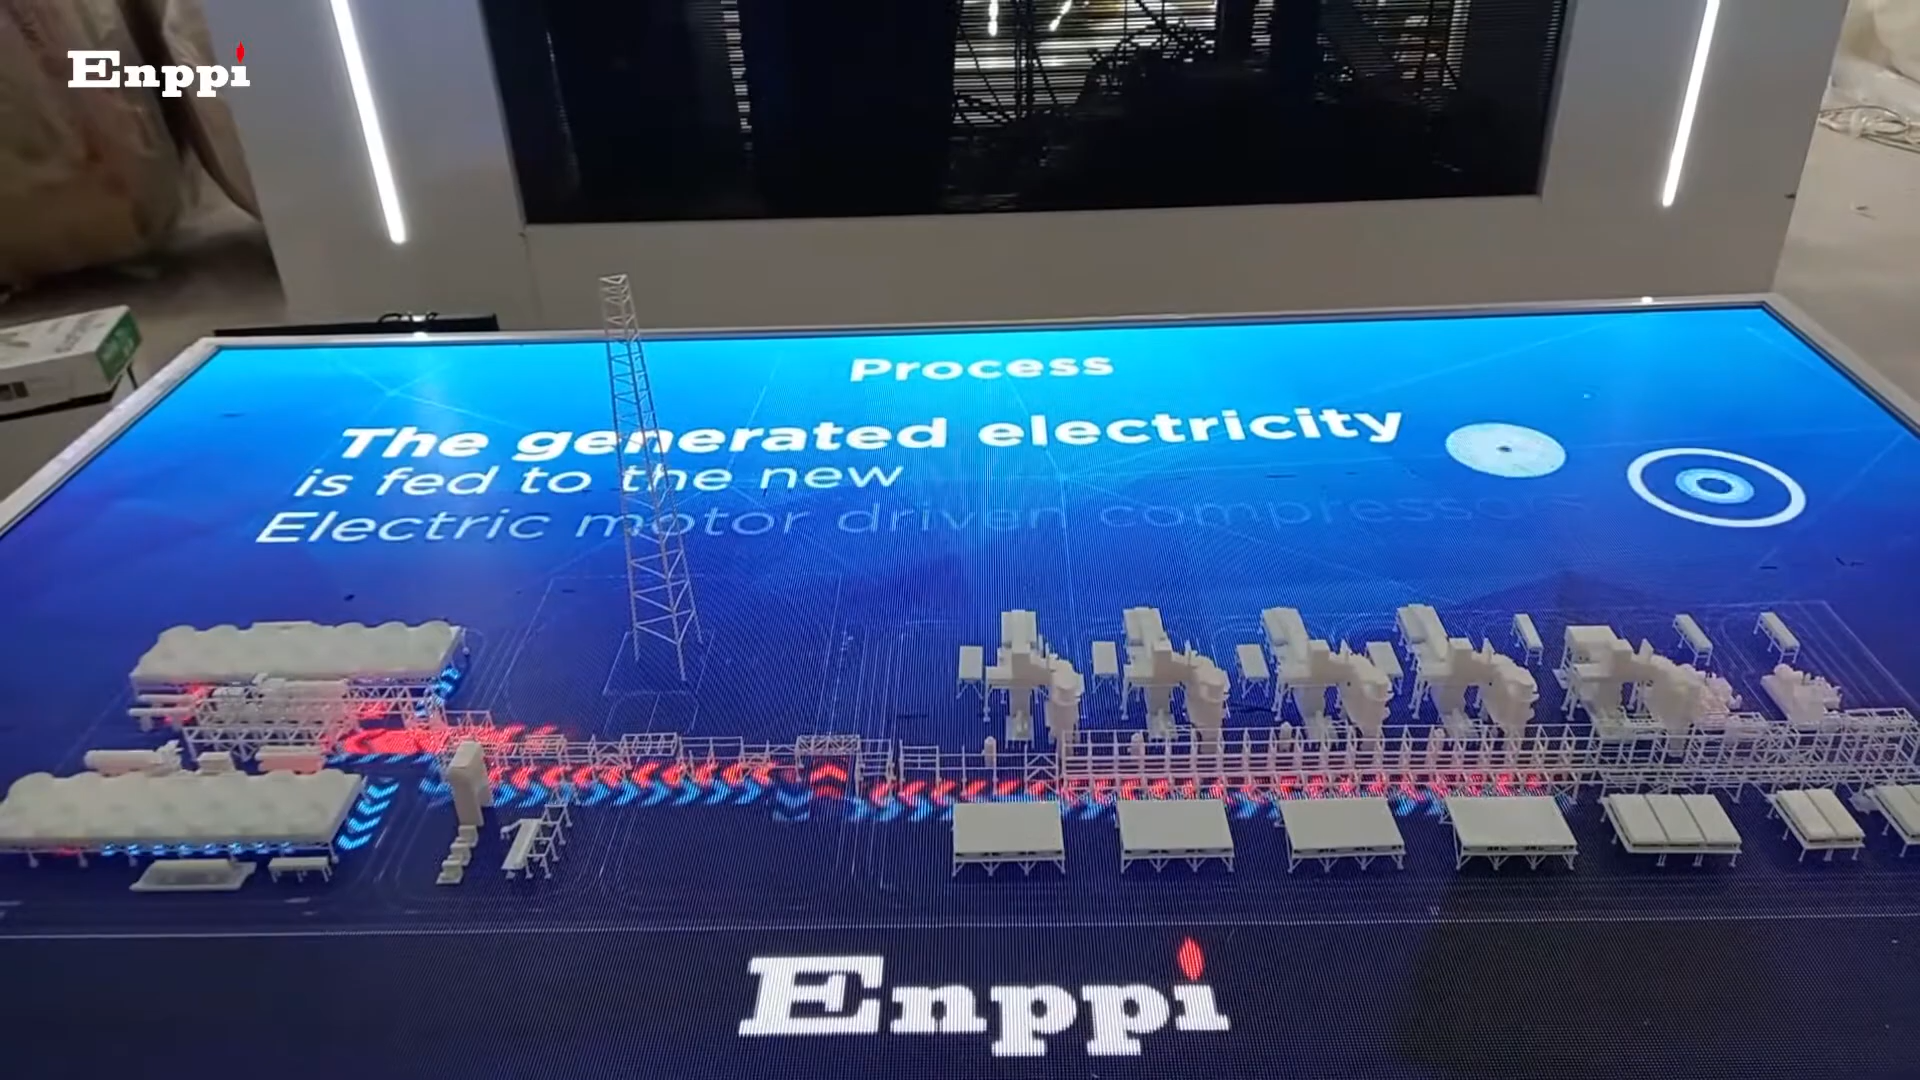 Enppi
Process
The generated electricity
is fed to the new
Electric motor driven compressors
Enppi